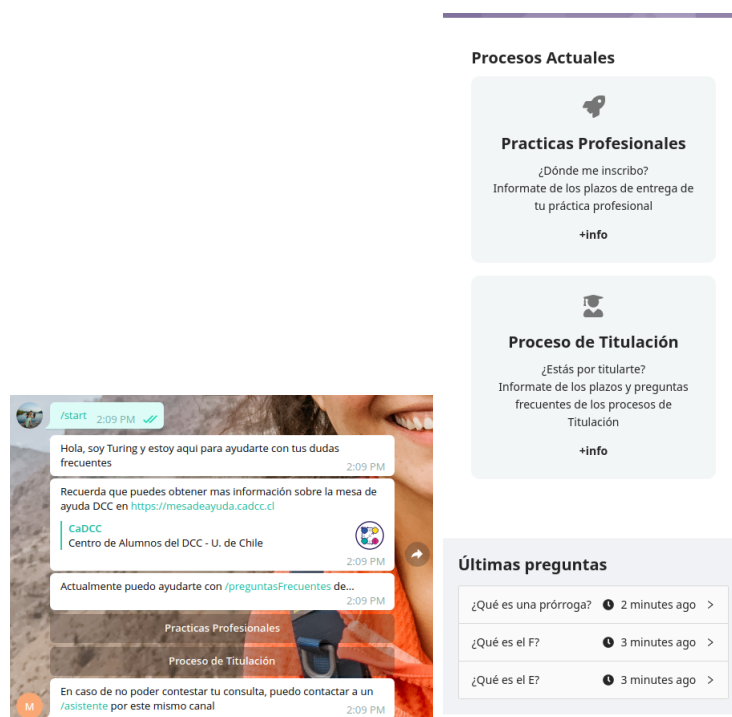 /start 2:09 PM
Hola, soy Turing y estoy aqui para ayudarte con tus dudas
frecuentes
2:09 PM
Recuerda que puedes obtener mas información sobre la mesa de
ayuda DCC en https://mesadeayuda.cadcc.cl
CaDCC
Centro de Alumnos del DCC - U. de Chile
2:09 PM
Actualmente puedo ayudarte con /preguntasFrecuentes de...
2:09 PM
Practicas Profesionales
Proceso de Titulación
En caso de no poder contestar tu consulta, puedo contactar a un
/asistente por este mismo canal
2:09 PM
M
Procesos Actuales
Practicas Profesionales
¿Dónde me inscribo?
Informate de los plazos de entrega de
tu práctica profesional
+info
Proceso de Titulación
¿Estás por titularte?
Informate de los plazos y preguntas
frecuentes de los procesos de
Titulación
+info
Últimas preguntas
¿Qué es una prórroga? 2 minutes ago
¿Qué es el F? 3 minutes ago
¿Qué es el E? 3 minutes ago